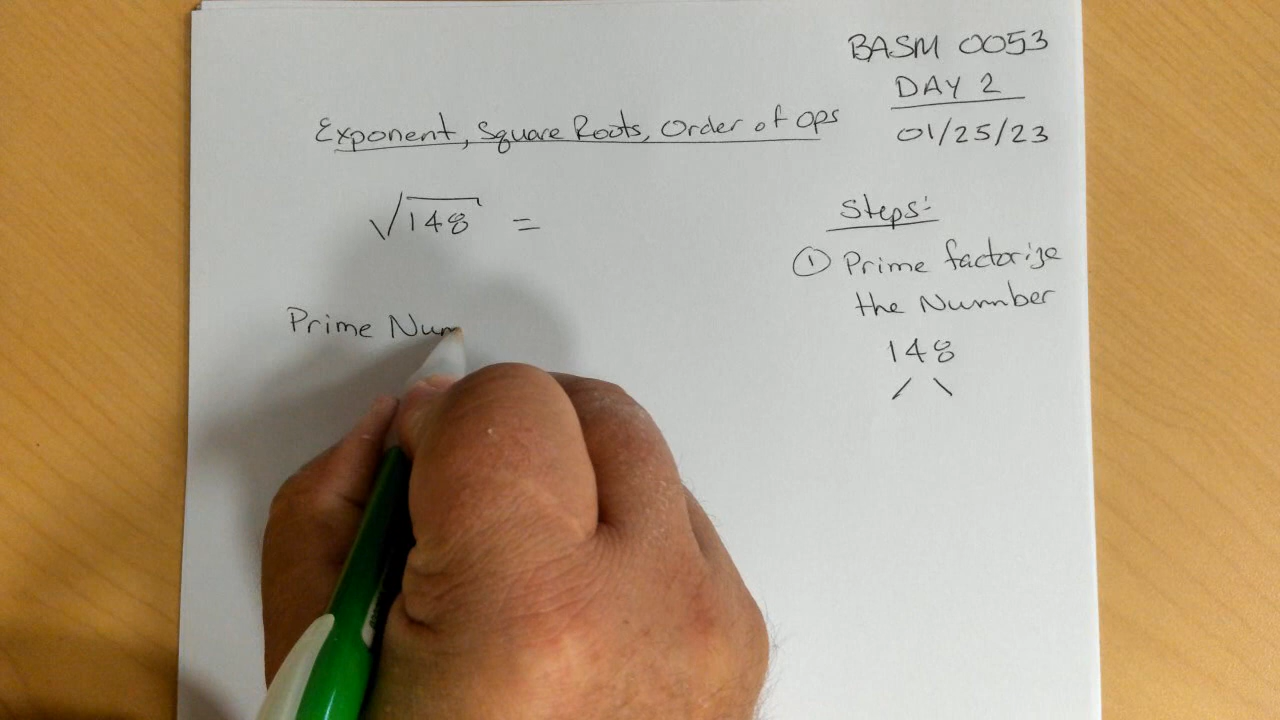 BASM 0053
DAY 2
01/25/23
Exponent, Square Roots, Order of Ops
√148 =
Steps:
① Prime factorize
the Number
148
Prime Num